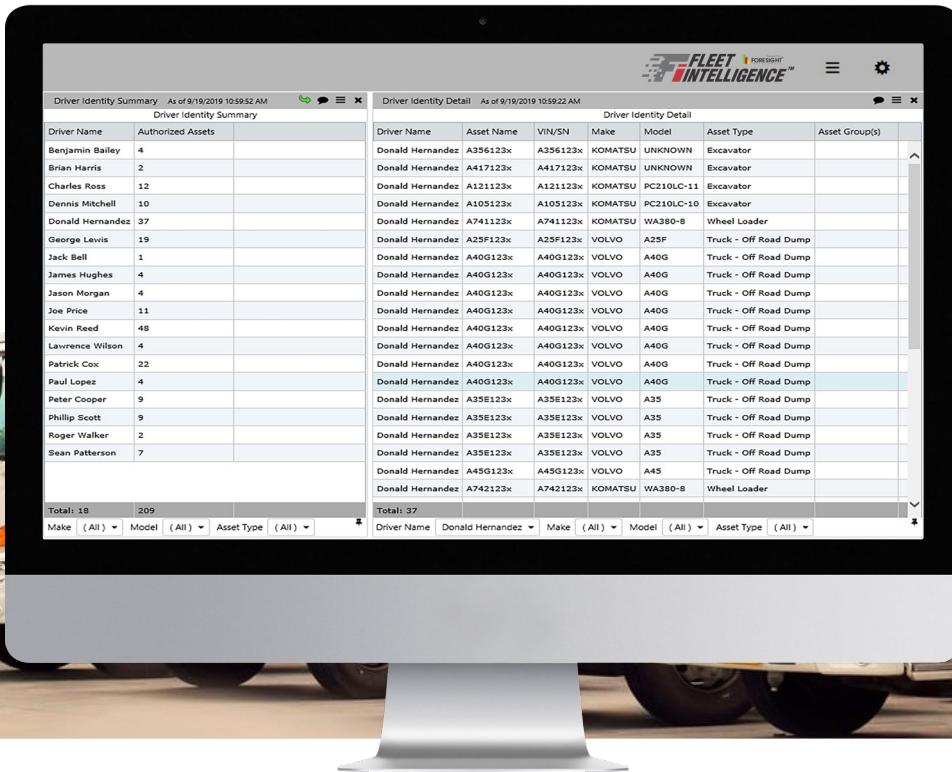 FLEET FORESIGHT
INTELLIGENCE™
Driver Identity Summary As of 9/19/2019 10:59:52 AM
Driver Identity Summary
Driver Name Authorized Assets
Benjamin Bailey 4
Brian Harris 2
Charles Ross 12
Dennis Mitchell 10
Donald Hernandez 37
George Lewis 19
Jack Bell 1
James Hughes 4
Jason Morgan 4
Joe Price 11
Kevin Reed 48
Lawrence Wilson 4
Patrick Cox 22
Paul Lopez 4
Peter Cooper 9
Phillip Scott 9
Roger Walker 2
Sean Patterson 7
Total: 18 209
Make ( All ) Model ( All ) Asset Type ( All )
Driver Identity Detail As of 9/19/2019 10:59:22 AM
Driver Identity Detail
Driver Name Asset Name VIN/SN Make Model Asset Type Asset Group(s)
Donald Hernandez A356123x A356123x KOMATSU UNKNOWN Excavator
Donald Hernandez A417123x A417123x KOMATSU UNKNOWN Excavator
Donald Hernandez A121123x A121123x KOMATSU PC210LC-11 Excavator
Donald Hernandez A105123x A105123x KOMATSU PC210LC-10 Excavator
Donald Hernandez A741123x A741123x KOMATSU WA380-8 Wheel Loader
Donald Hernandez A25F123x A25F123x VOLVO A25F Truck - Off Road Dump
Donald Hernandez A40G123x A40G123x VOLVO A40G Truck - Off Road Dump
Donald Hernandez A40G123x A40G123x VOLVO A40G Truck - Off Road Dump
Donald Hernandez A40G123x A40G123x VOLVO A40G Truck - Off Road Dump
Donald Hernandez A40G123x A40G123x VOLVO A40G Truck - Off Road Dump
Donald Hernandez A40G123x A40G123x VOLVO A40G Truck - Off Road Dump
Donald Hernandez A40G123x A40G123x VOLVO A40G Truck - Off Road Dump
Donald Hernandez A40G123x A40G123x VOLVO A40G Truck - Off Road Dump
Donald Hernandez A40G123x A40G123x VOLVO A40G Truck - Off Road Dump
Donald Hernandez A35E123x A35E123x VOLVO A35 Truck - Off Road Dump
Donald Hernandez A35E123x A35E123x VOLVO A35 Truck - Off Road Dump
Donald Hernandez A35E123x A35E123x VOLVO A35 Truck - Off Road Dump
Donald Hernandez A35E123x A35E123x VOLVO A35 Truck - Off Road Dump
Donald Hernandez A45G123x A45G123x VOLVO A45 Truck - Off Road Dump
Donald Hernandez A742123x A742123x KOMATSU WA380-8 Wheel Loader
Total: 37
Driver Name Donald Hernandez Make ( All ) Model ( All ) Asset Type ( All )